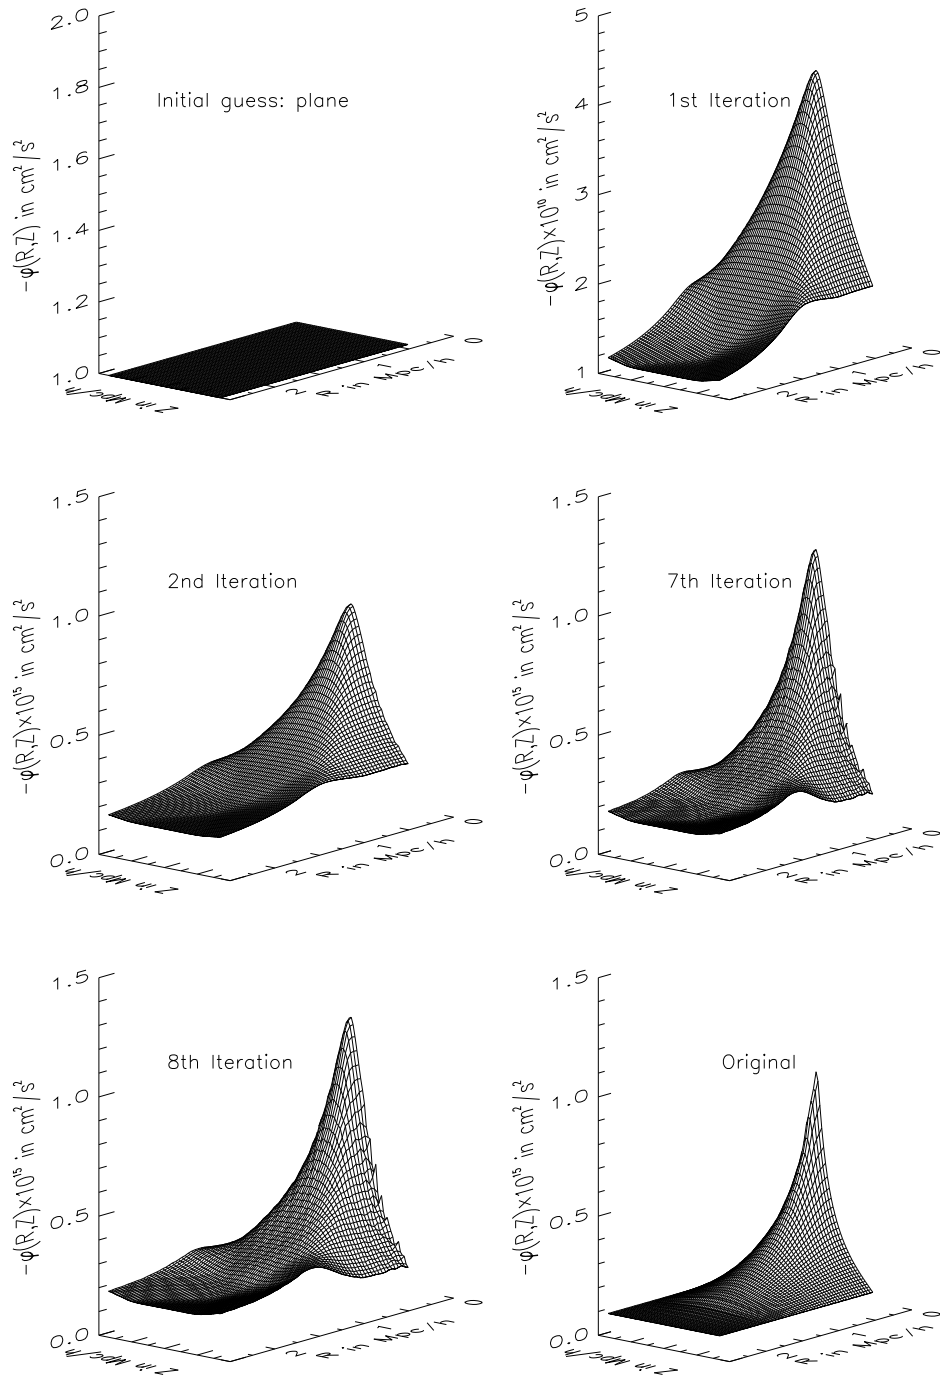 2.0
1.8
1.6
1.4
1.2
1.0
Initial guess: plane
-φ(R,Z) in cm²/s²
Z in Mpc/h
R in Mpc/h
2
1
0
5
4
3
2
1
1st Iteration
-φ(R,Z)×10¹⁰ in cm²/s²
Z in Mpc/h
R in Mpc/h
2
1
0
1.5
1.0
0.5
0.0
2nd Iteration
-φ(R,Z)×10¹⁵ in cm²/s²
Z in Mpc/h
R in Mpc/h
2
1
0
1.5
1.0
0.5
0.0
7th Iteration
-φ(R,Z)×10¹⁵ in cm²/s²
Z in Mpc/h
R in Mpc/h
2
1
0
1.5
1.0
0.5
0.0
8th Iteration
-φ(R,Z)×10¹⁵ in cm²/s²
Z in Mpc/h
R in Mpc/h
2
1
0
1.5
1.0
0.5
0.0
Original
-φ(R,Z)×10¹⁵ in cm²/s²
Z in Mpc/h
R in Mpc/h
2
1
0